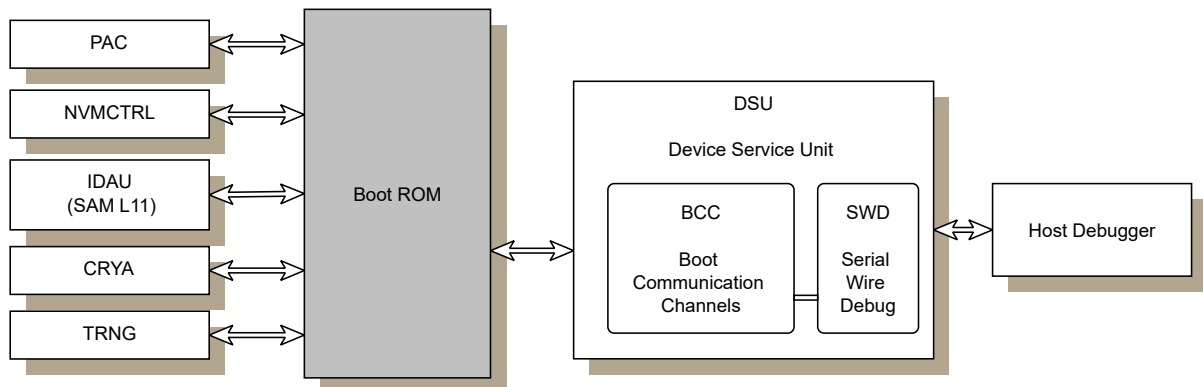 PAC
NVMCTRL
IDAU
(SAM L11)
CRYA
TRNG
Boot ROM
DSU
Device Service Unit
BCC
Boot
Communication
Channels
SWD
Serial
Wire
Debug
Host Debugger